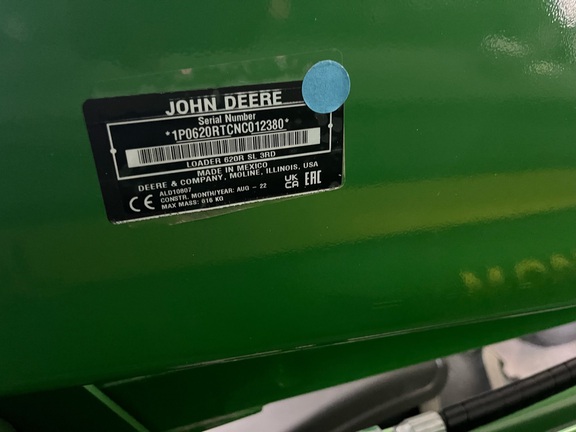 JOHN DEERE
Serial Number
*1P0620RTCNC012380*
LOADER 620R SL 3RD
MADE IN MEXICO
DEERE & COMPANY, MOLINE, ILLINOIS, USA
ALD10807
CE CONSTR. MONTH/YEAR: AUG - 22 UK CA EAC
MAX MASS: 816 KG